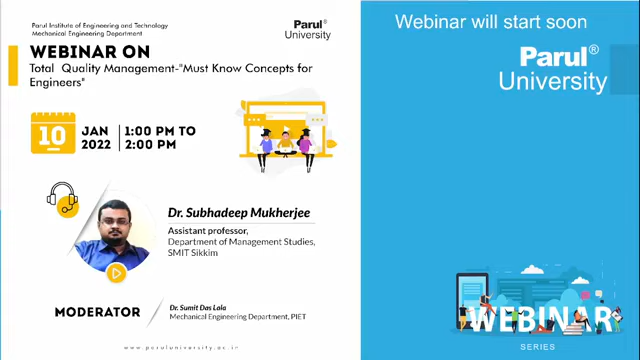 Parul Institute of Engineering and Technology
Mechanical Engineering Department
Parul®
University
WEBINAR ON
Total Quality Management-"Must Know Concepts for
Engineers"
10
JAN
2022
1:00 PM TO
2:00 PM
Dr. Subhadeep Mukherjee
Assistant professor,
Department of Management Studies,
SMIT Sikkim
MODERATOR
Dr. Sumit Das Lala
Mechanical Engineering Department, PIET
www.paruluniversity.ac.in
Webinar will start soon
Parul®
University
WEBINAR
SERIES